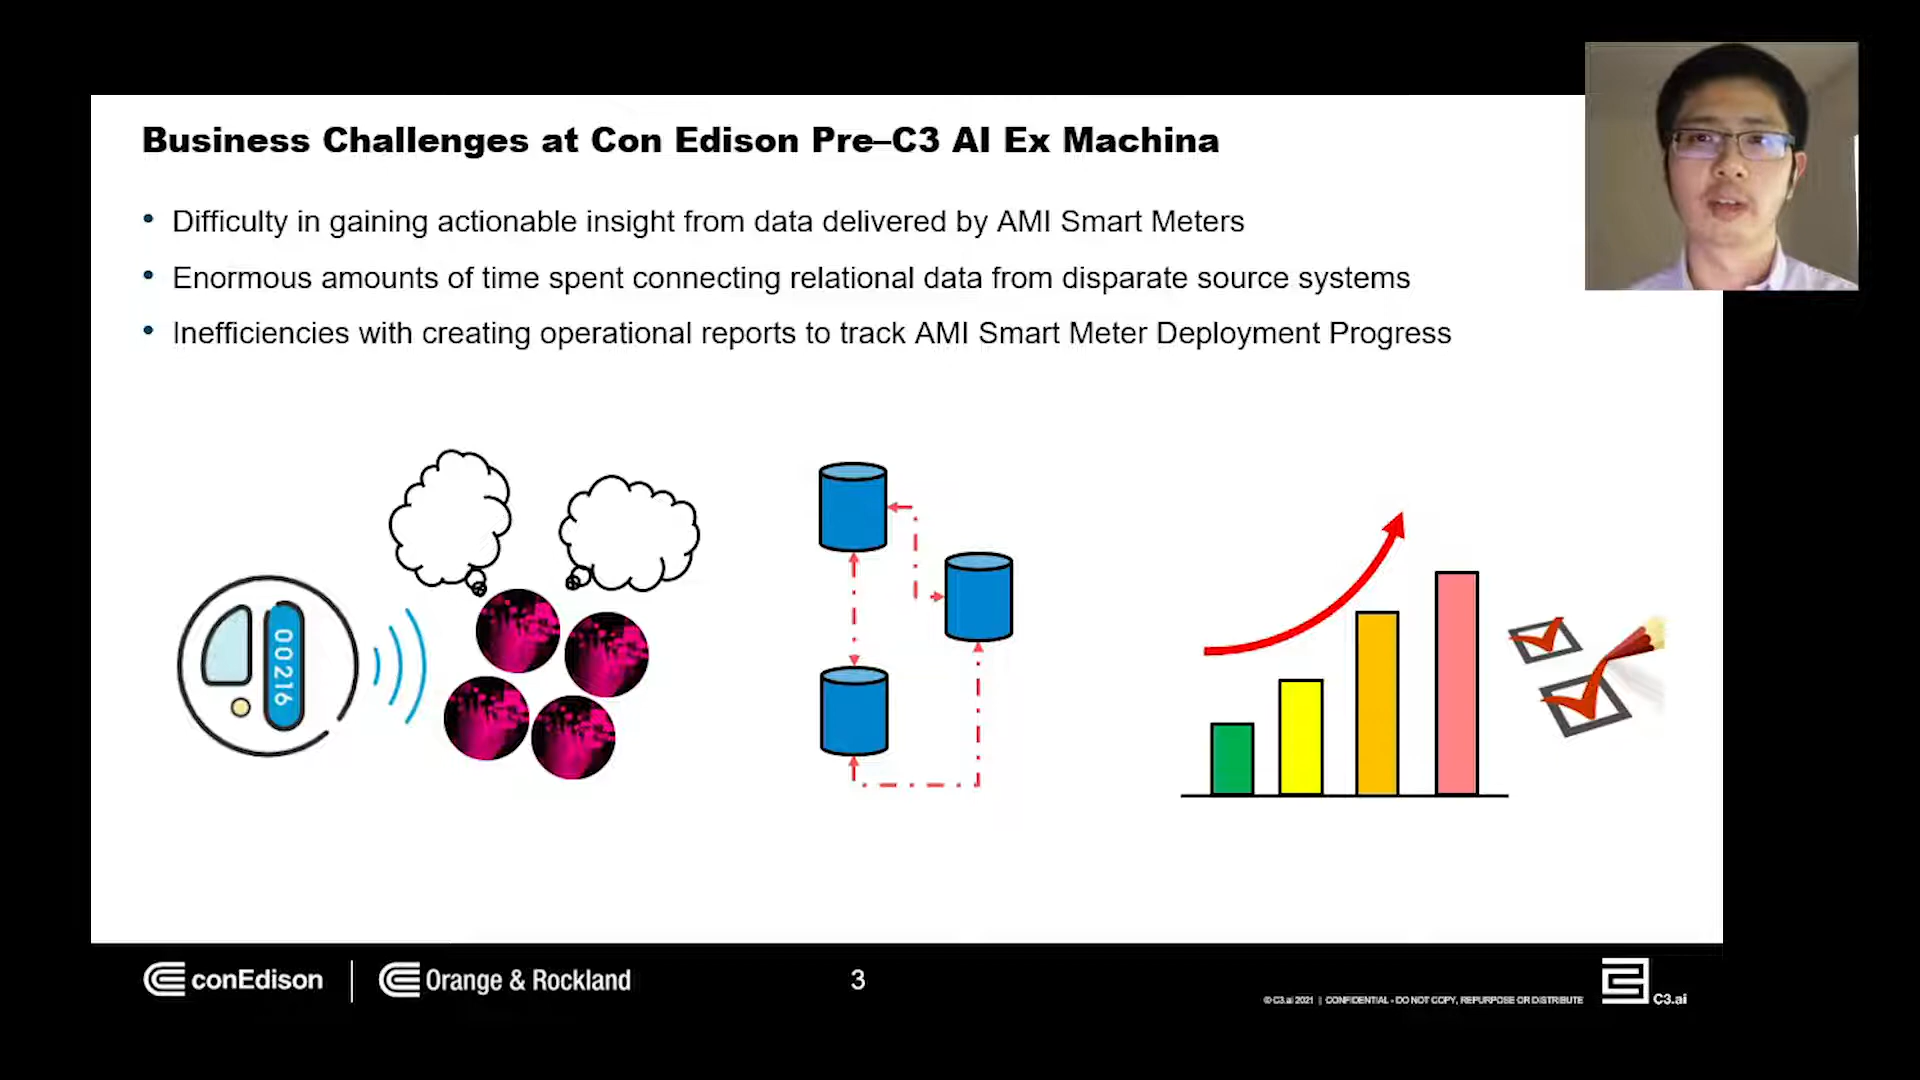 Business Challenges at Con Edison Pre–C3 AI Ex Machina
• Difficulty in gaining actionable insight from data delivered by AMI Smart Meters
• Enormous amounts of time spent connecting relational data from disparate source systems
• Inefficiencies with creating operational reports to track AMI Smart Meter Deployment Progress
00216
conEdison
Orange & Rockland
3
© C3.ai 2021 | CONFIDENTIAL - DO NOT COPY, REPURPOSE OR DISTRIBUTE
C3.ai